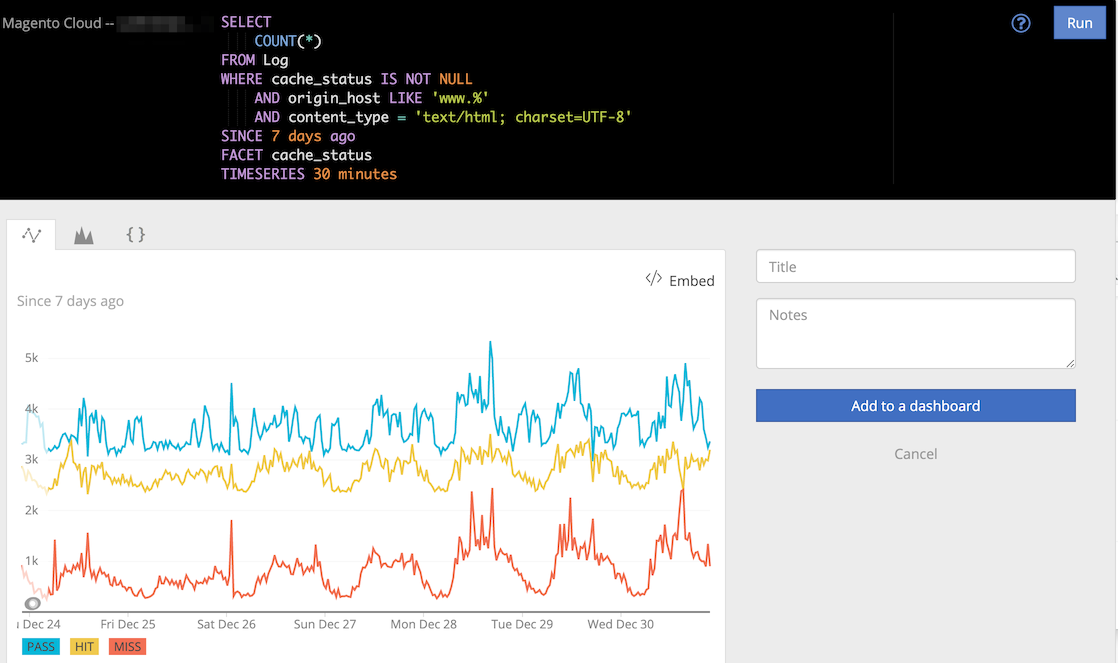 Magento Cloud --
SELECT
COUNT(*)
FROM Log
WHERE cache_status IS NOT NULL
AND origin_host LIKE 'www.%'
AND content_type = 'text/html; charset=UTF-8'
SINCE 7 days ago
FACET cache_status
TIMESERIES 30 minutes
?
Run
{ }
</> Embed
Since 7 days ago
5k
4k
3k
2k
1k
Dec 24 Fri Dec 25 Sat Dec 26 Sun Dec 27 Mon Dec 28 Tue Dec 29 Wed Dec 30
PASS HIT MISS
Title
Notes
Add to a dashboard
Cancel